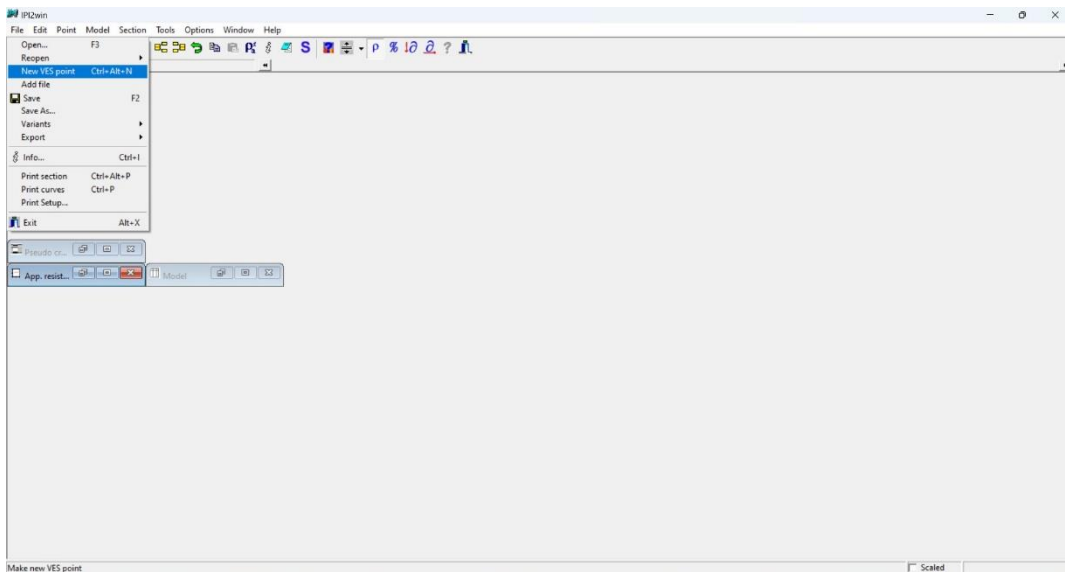 IPI2win
File Edit Point Model Section Tools Options Window Help
Open... F3
Reopen
New VES point Ctrl+Alt+N
Add file
Save F2
Save As...
Variants
Export
Info... Ctrl+I
Print section Ctrl+Alt+P
Print curves Ctrl+P
Print Setup...
Exit Alt+X
Pseudo cr...
App. resist...
Model
Make new VES point
Scaled